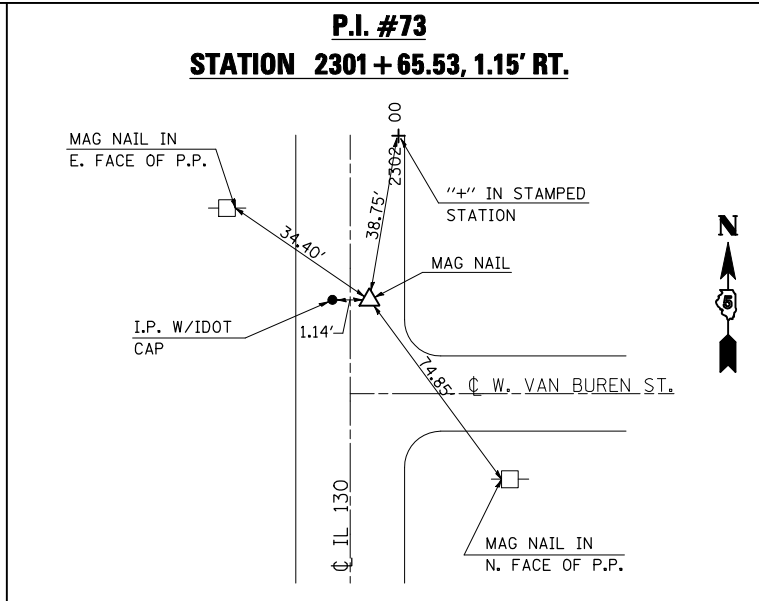 P.I. #73
STATION 2301 + 65.53, 1.15' RT.
MAG NAIL IN
E. FACE OF P.P.
2302 00
"+" IN STAMPED
STATION
38.75'
34.40'
MAG NAIL
N
5
I.P. W/IDOT
CAP
1.14'
74.85'
℄ W. VAN BUREN ST.
℄ IL 130
MAG NAIL IN
N. FACE OF P.P.